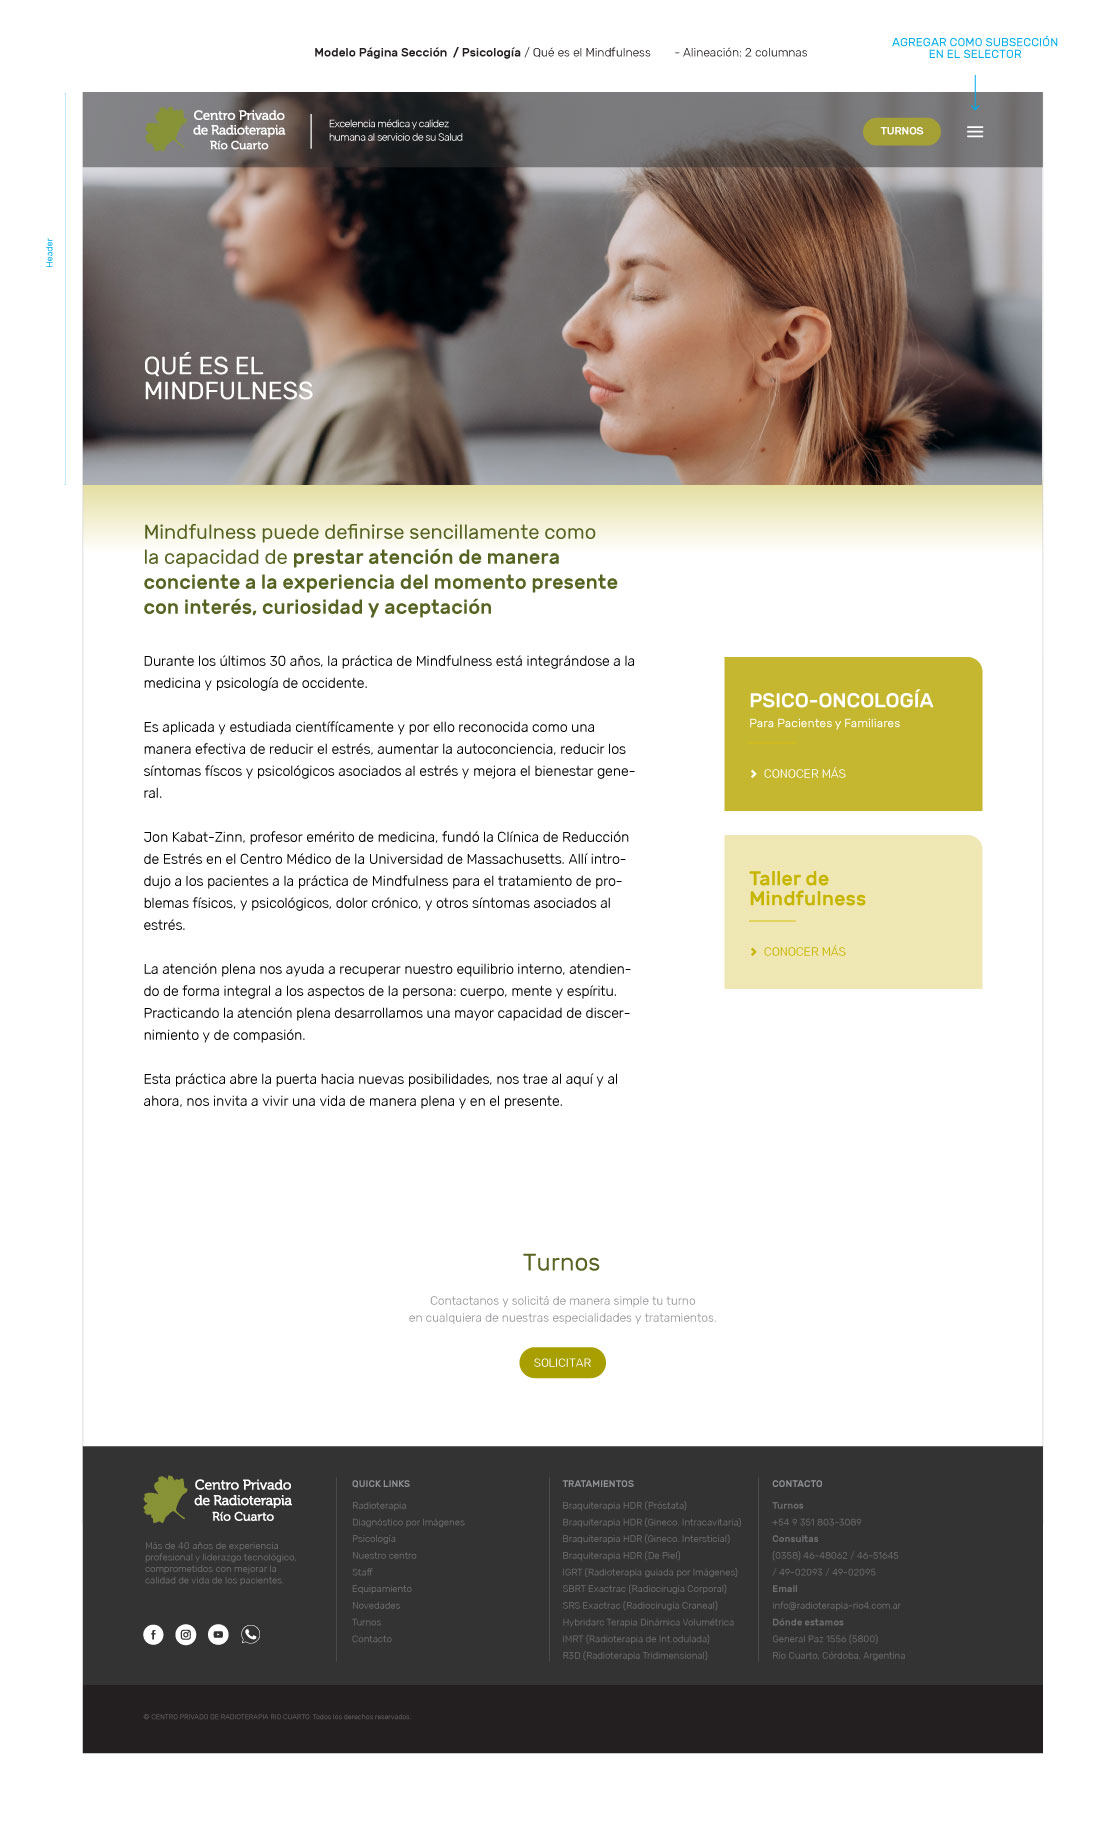 Modelo Página Sección / Psicología / Qué es el Mindfulness - Alineación: 2 columnas
AGREGAR COMO SUBSECCIÓN
EN EL SELECTOR
Header
Centro Privado
de Radioterapia
Río Cuarto
Excelencia médica y calidez
humana al servicio de su Salud
TURNOS
QUÉ ES EL
MINDFULNESS
Mindfulness puede definirse sencillamente como
la capacidad de prestar atención de manera
conciente a la experiencia del momento presente
con interés, curiosidad y aceptación
Durante los últimos 30 años, la práctica de Mindfulness está integrándose a la
medicina y psicología de occidente.
Es aplicada y estudiada científícamente y por ello reconocida como una
manera efectiva de reducir el estrés, aumentar la autoconciencia, reducir los
síntomas físcos y psicológicos asociados al estrés y mejora el bienestar gene-
ral.
Jon Kabat-Zinn, profesor emérito de medicina, fundó la Clínica de Reducción
de Estrés en el Centro Médico de la Universidad de Massachusetts. Allí intro-
dujo a los pacientes a la práctica de Mindfulness para el tratamiento de pro-
blemas físicos, y psicológicos, dolor crónico, y otros síntomas asociados al
estrés.
La atención plena nos ayuda a recuperar nuestro equilibrio interno, atendien-
do de forma integral a los aspectos de la persona: cuerpo, mente y espíritu.
Practicando la atención plena desarrollamos una mayor capacidad de discer-
nimiento y de compasión.
Esta práctica abre la puerta hacia nuevas posibilidades, nos trae al aquí y al
ahora, nos invita a vivir una vida de manera plena y en el presente.
PSICO-ONCOLOGÍA
Para Pacientes y Familiares
CONOCER MÁS
Taller de
Mindfulness
CONOCER MÁS
Turnos
Contactanos y solicitá de manera simple tu turno
en cualquiera de nuestras especialidades y tratamientos.
SOLICITAR
Centro Privado
de Radioterapia
Río Cuarto
Más de 40 años de experiencia
profesional y liderazgo tecnológico,
comprometidos con mejorar la
calidad de vida de los pacientes.
QUICK LINKS
Radioterapia
Diagnóstico por Imágenes
Psicología
Nuestro centro
Staff
Equipamiento
Novedades
Turnos
Contacto
TRATAMIENTOS
Braquiterapia HDR (Próstata)
Braquiterapia HDR (Gineco. Intracavitaria)
Braquiterapia HDR (Gineco. Intersticial)
Braquiterapia HDR (De Piel)
IGRT (Radioterapia guiada por Imágenes)
SBRT Exactrac (Radiocirugía Corporal)
SRS Exactrac (Radiocirugía Craneal)
Hybridarc Terapia Dinámica Volumétrica
IMRT (Radioterapia de Int.odulada)
R3D (Radioterapia Tridimensional)
CONTACTO
Turnos
+54 9 351 803-3089
Consultas
(0358) 46-48062 / 46-51645
/ 49-02093 / 49-02095
Email
info@radioterapia-rio4.com.ar
Dónde estamos
General Paz 1556 (5800)
Río Cuarto, Córdoba, Argentina
© CENTRO PRIVADO DE RADIOTERAPIA RIO CUARTO. Todos los derechos reservados.